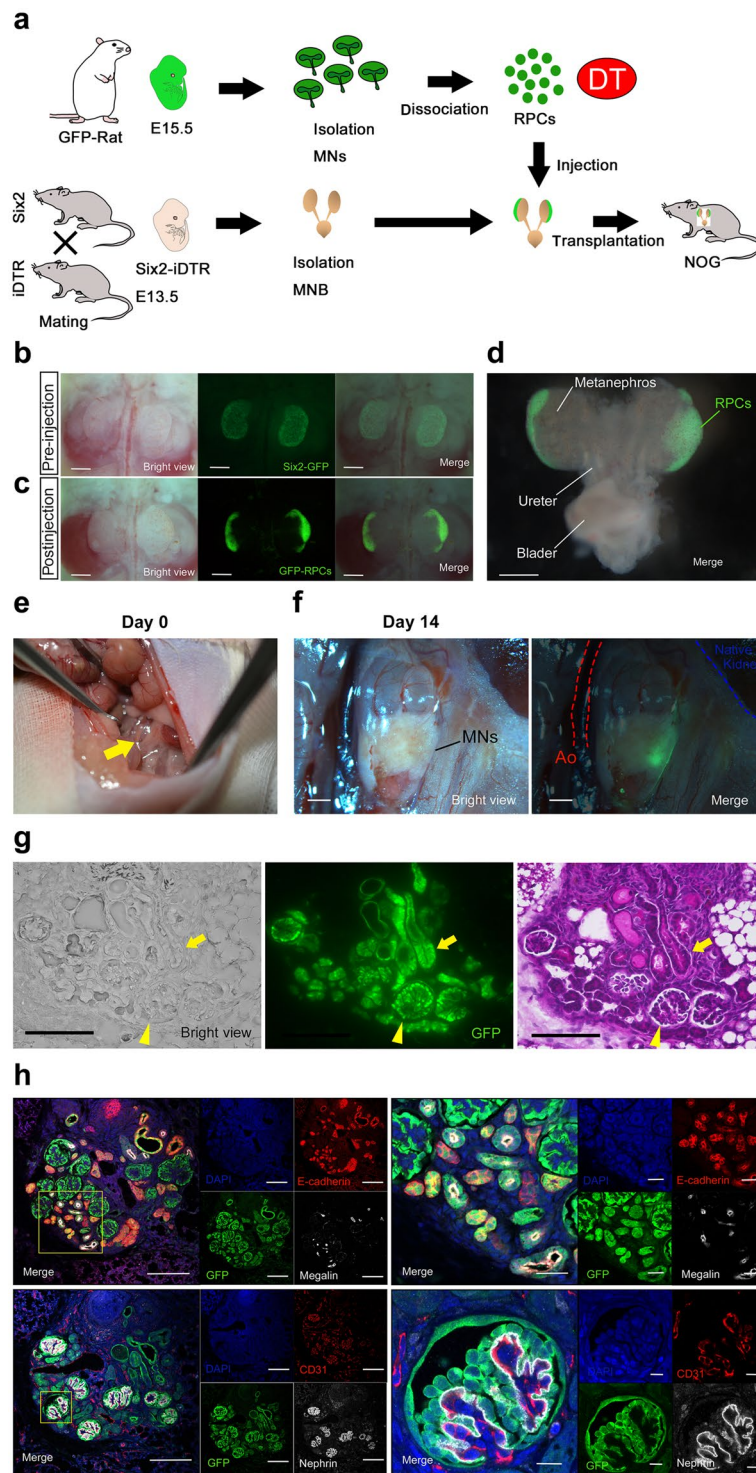 a
GFP-Rat
E15.5
Isolation
MNs
Dissociation
RPCs
DT
Injection
Six2
iDTR
Mating
Six2-iDTR
E13.5
Isolation
MNB
Transplantation
NOG
b
Pre-injection
Bright view
Six2-GFP
Merge
c
Postinjection
Bright view
GFP-RPCs
Merge
d
Metanephros
RPCs
Ureter
Blader
Merge
e
Day 0
f
Day 14
MNs
Bright view
Native
Kidney
Ao
Merge
g
Bright view
GFP
h
Merge
DAPI
E-cadherin
GFP
Megalin
Merge
DAPI
E-cadherin
GFP
Megalin
Merge
DAPI
CD31
GFP
Nephrin
Merge
DAPI
CD31
GFP
Nephrin